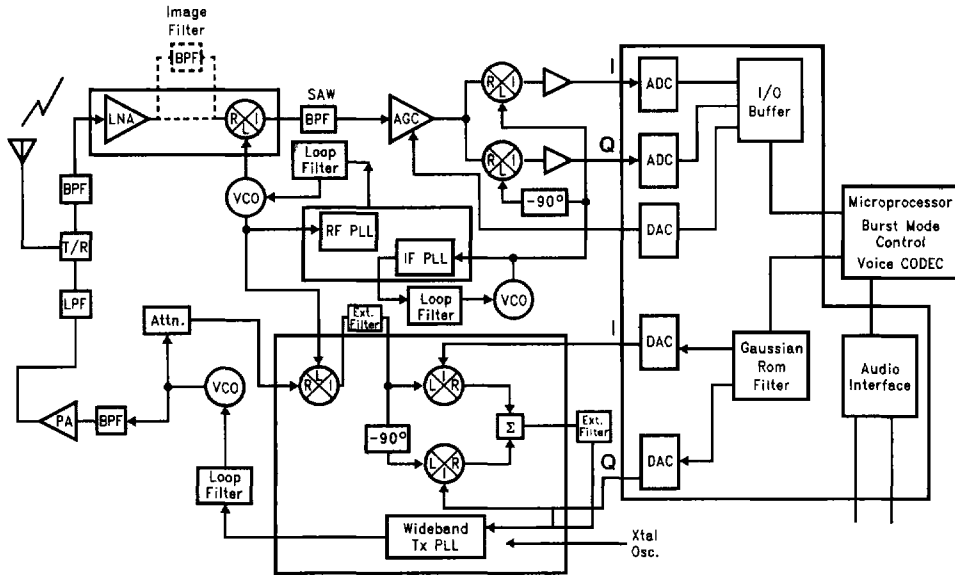 Image
Filter
BPF
LNA
R
L
I
SAW
BPF
AGC
R
L
I
I
ADC
I/O
Buffer
Q
ADC
R
L
I
-90°
DAC
BPF
T/R
LPF
VCO
Loop
Filter
RF PLL
IF PLL
Loop
Filter
VCO
Microprocessor
Burst Mode
Control
Voice CODEC
Attn.
VCO
PA
BPF
Loop
Filter
Ext.
Filter
R
L
I
L
I
R
-90°
L
I
R
Σ
Ext.
Filter
I
DAC
Gaussian
Rom
Filter
Audio
Interface
Q
DAC
Wideband
Tx PLL
Xtal
Osc.